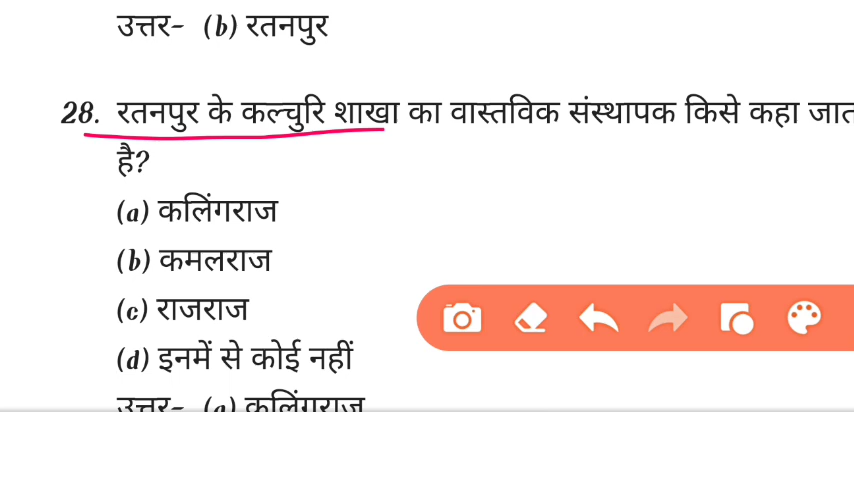 उत्तर- (b) रतनपुर
28. रतनपुर के कल्चुरि शाखा का वास्तविक संस्थापक किसे कहा जात
है?
(a) कलिंगराज
(b) कमलराज
(c) राजराज
(d) इनमें से कोई नहीं
उत्तर- (a) कलिंगराज